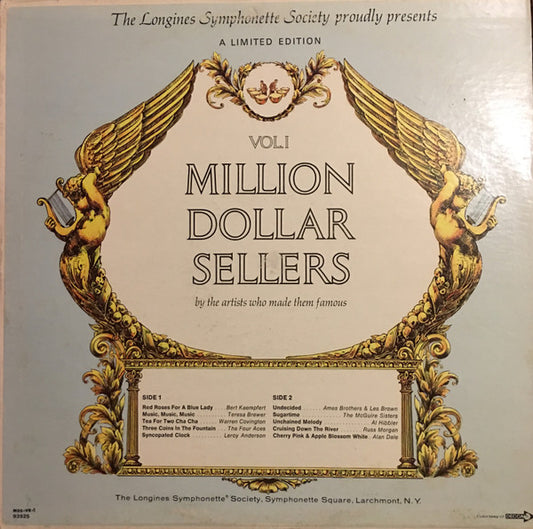 The Longines Symphonette Society proudly presents
A LIMITED EDITION
VOL. I
MILLION
DOLLAR
SELLERS
by the artists who made them famous
SIDE 1
Red Roses For A Blue Lady . . . . Bert Kaempfert
Music, Music, Music . . . . Teresa Brewer
Tea For Two Cha Cha . . . . Warren Covington
Three Coins In The Fountain . . . . The Four Aces
Syncopated Clock . . . . Leroy Anderson
SIDE 2
Undecided . . . . Ames Brothers & Les Brown
Sugartime . . . . The McGuire Sisters
Unchained Melody . . . . Al Hibbler
Cruising Down The River . . . . Russ Morgan
Cherry Pink & Apple Blossom White . Alan Dale
93925
The Longines Symphonette® Society, Symphonette Square, Larchmont, N.Y.
DECCA